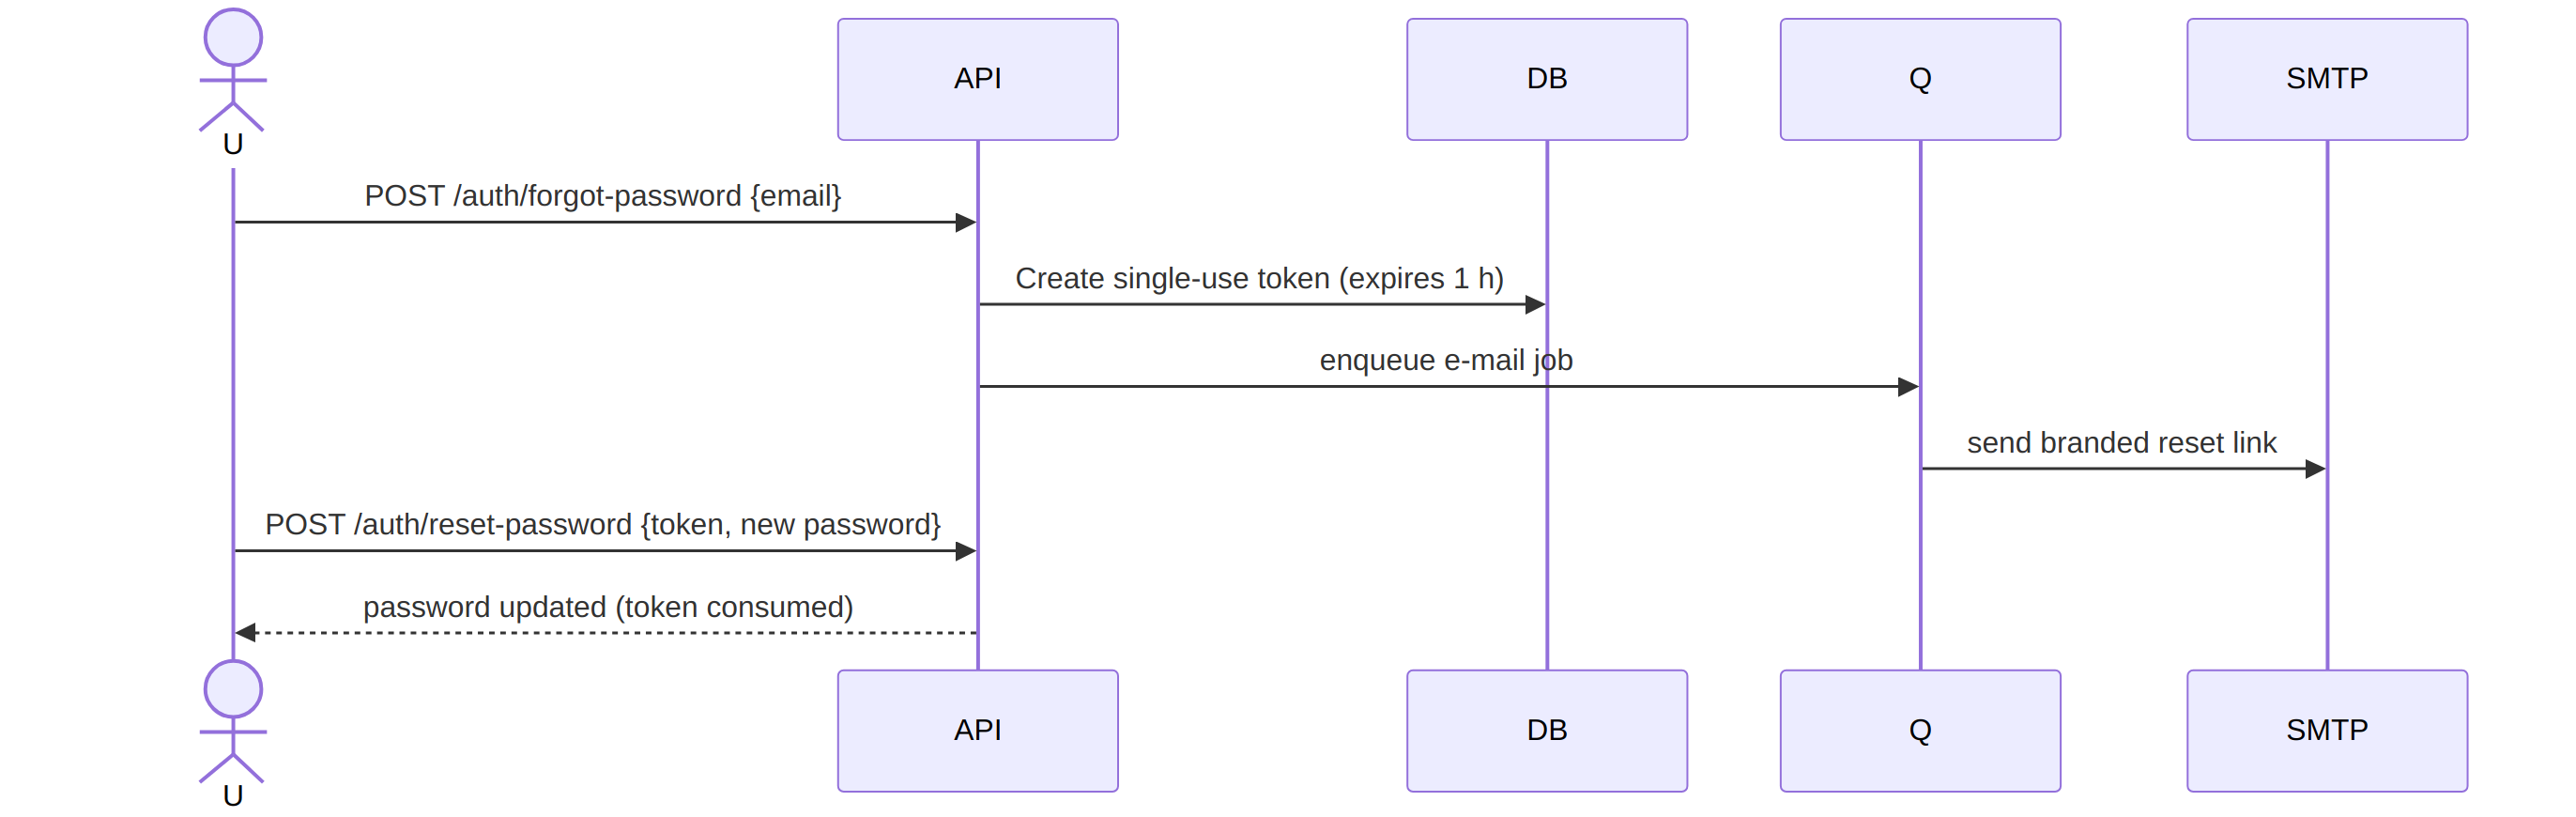 U
API
DB
Q
SMTP
POST /auth/forgot-password {email}
Create single-use token (expires 1 h)
enqueue e-mail job
send branded reset link
POST /auth/reset-password {token, new password}
password updated (token consumed)
U
API
DB
Q
SMTP